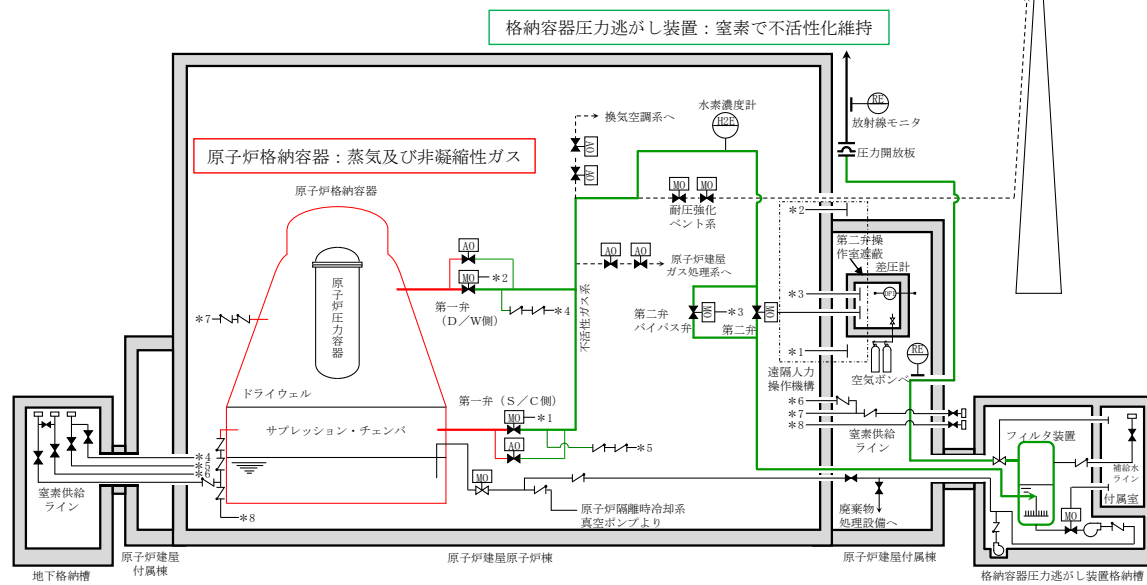 格納容器圧力逃がし装置：窒素で不活性化維持
RE
放射線モニタ
圧力開放板
水素濃度計
H2E
換気空調系へ
AO
AO
原子炉格納容器：蒸気及び非凝縮性ガス
原子炉格納容器
MO
MO
耐圧強化
ベント系
*2
第二弁操
作室遮蔽
差圧計
DPI
AO
MO
*2
第一弁
（D／W側）
*4
AO
AO
原子炉建屋
ガス処理系へ
不活性ガス系
原子炉圧力容器
*7
MO
*3
第二弁
バイパス弁
第二弁
MO
*3
*1
遠隔人力
操作機構
空気ボンベ
RE
ドライウェル
サプレッション・チェンバ
第一弁（S／C側）
MO
*1
AO
*5
*6
*7
*8
窒素供給
ライン
フィルタ装置
補給水
ライン
付属室
MO
*4
*5
*6
窒素供給
ライン
*8
MO
原子炉隔離時冷却系
真空ポンプより
廃棄物
処理設備へ
原子炉建屋
付属棟
原子炉建屋原子炉棟
原子炉建屋付属棟
地下格納槽
格納容器圧力逃がし装置格納槽